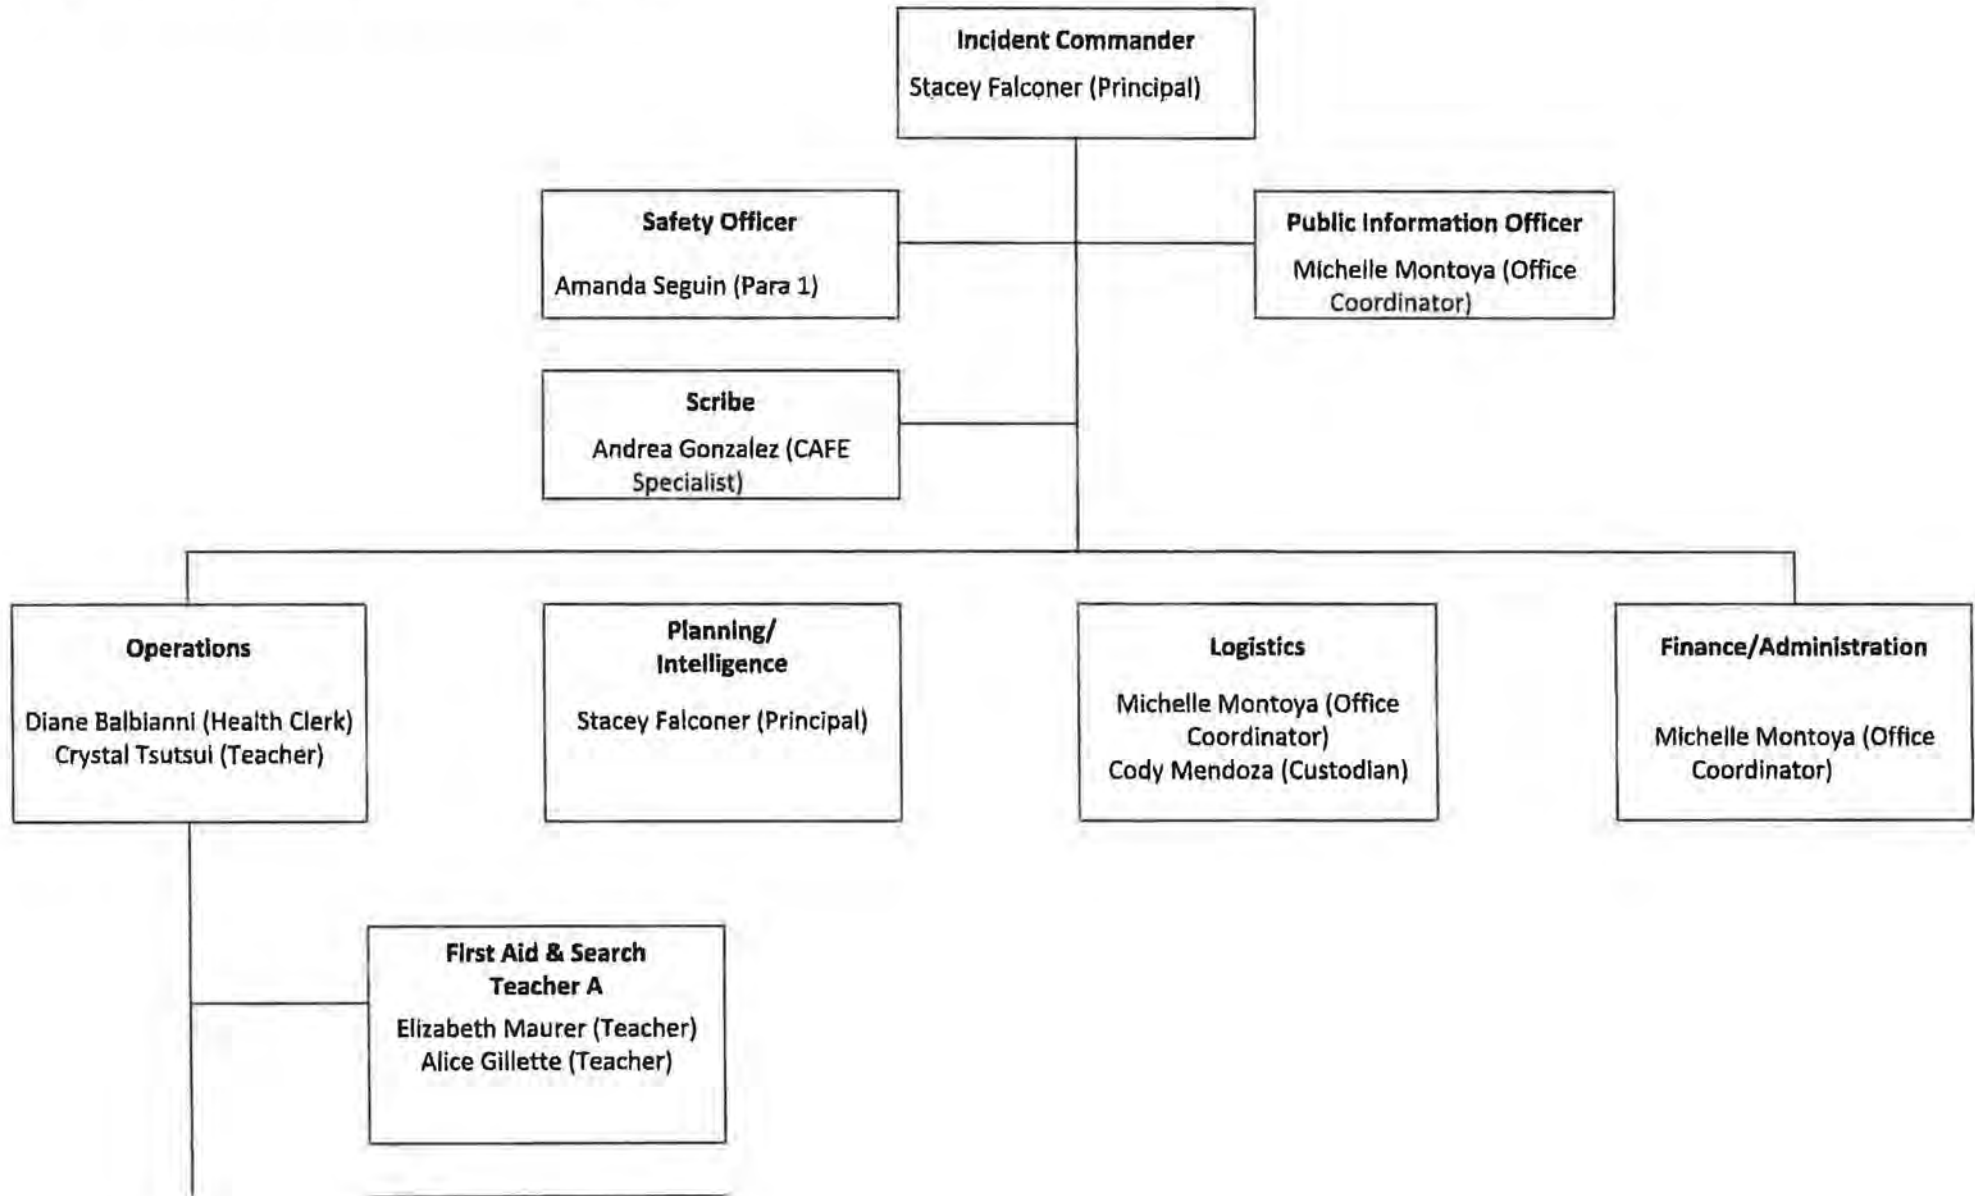 Incident Commander
Stacey Falconer (Principal)
Safety Officer
Amanda Seguin (Para 1)
Public Information Officer
Michelle Montoya (Office
Coordinator)
Scribe
Andrea Gonzalez (CAFE
Specialist)
Operations
Diane Balbianni (Health Clerk)
Crystal Tsutsui (Teacher)
Planning/
Intelligence
Stacey Falconer (Principal)
Logistics
Michelle Montoya (Office
Coordinator)
Cody Mendoza (Custodian)
Finance/Administration
Michelle Montoya (Office
Coordinator)
First Aid & Search
Teacher A
Elizabeth Maurer (Teacher)
Alice Gillette (Teacher)